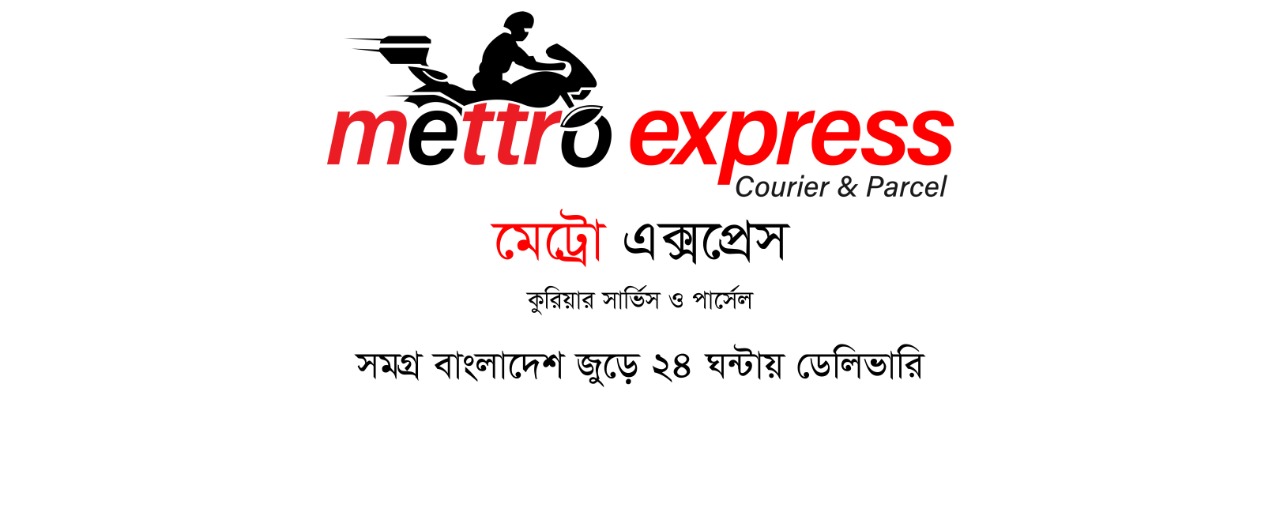 mettro express
Courier & Parcel
মেট্রো এক্সপ্রেস
কুরিয়ার সার্ভিস ও পার্সেল
সমগ্র বাংলাদেশ জুড়ে ২৪ ঘন্টায় ডেলিভারি